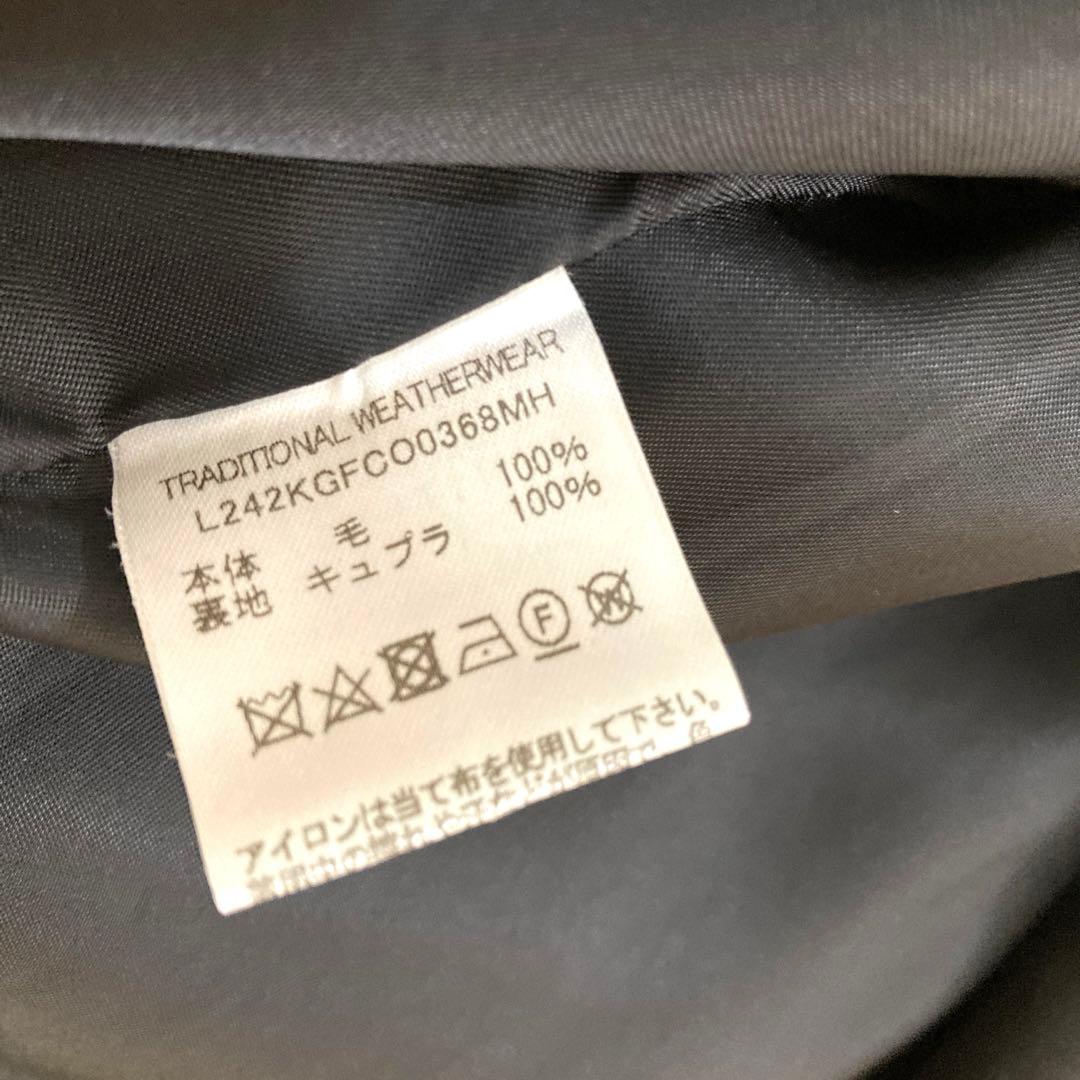 TRADITIONAL WEATHERWEAR
L242KGFCO0368MH
本体 毛 100%
裏地 キュプラ 100%
F
W
アイロンは当て布を使用して下さい。